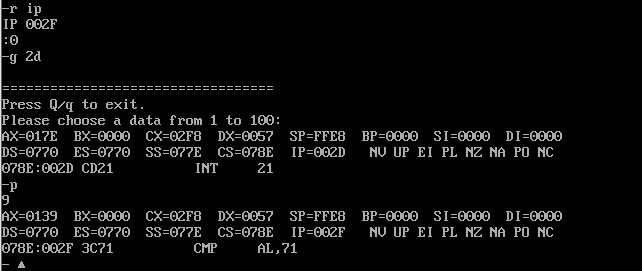 -r ip
IP 002F
:0
-g 2d
==================================
Press Q/q to exit.
Please choose a data from 1 to 100:
AX=017E BX=0000 CX=02F8 DX=0057 SP=FFE8 BP=0000 SI=0000 DI=0000
DS=0770 ES=0770 SS=077E CS=078E IP=002D NV UP EI PL NZ NA PO NC
078E:002D CD21 INT 21
-p
9
AX=0139 BX=0000 CX=02F8 DX=0057 SP=FFE8 BP=0000 SI=0000 DI=0000
DS=0770 ES=0770 SS=077E CS=078E IP=002F NV UP EI PL NZ NA PO NC
078E:002F 3C71 CMP AL,71
- ▲